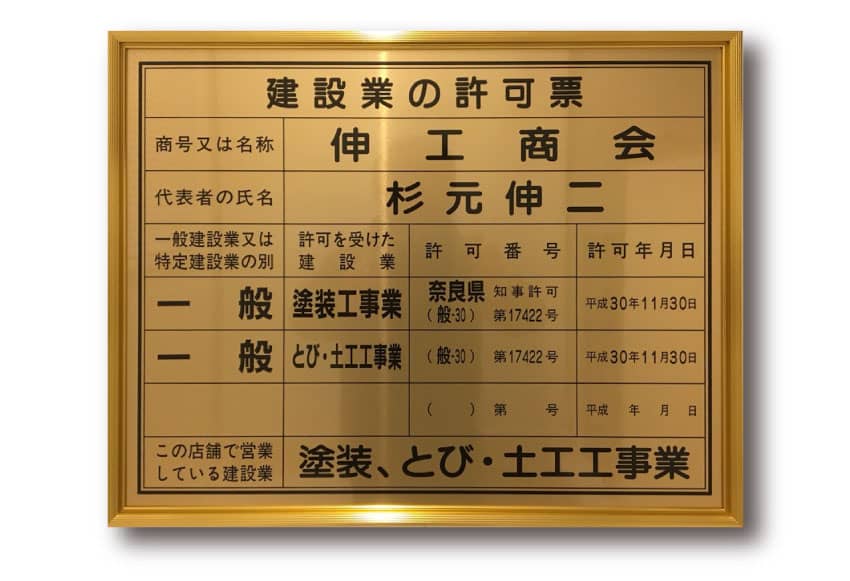 建設業の許可票
商号又は名称 伸工商会
代表者の氏名 杉元伸二
一般建設業又は
特定建設業の別
許可を受けた
建設業
許可番号
許可年月日
一般
塗装工事業
奈良県 知事許可
(般-30) 第17422号
平成30年11月30日
一般
とび・土工工事業
(般-30) 第17422号
平成30年11月30日
( ) 第 号
平成 年 月 日
この店舗で営業
している建設業
塗装、とび・土工工事業